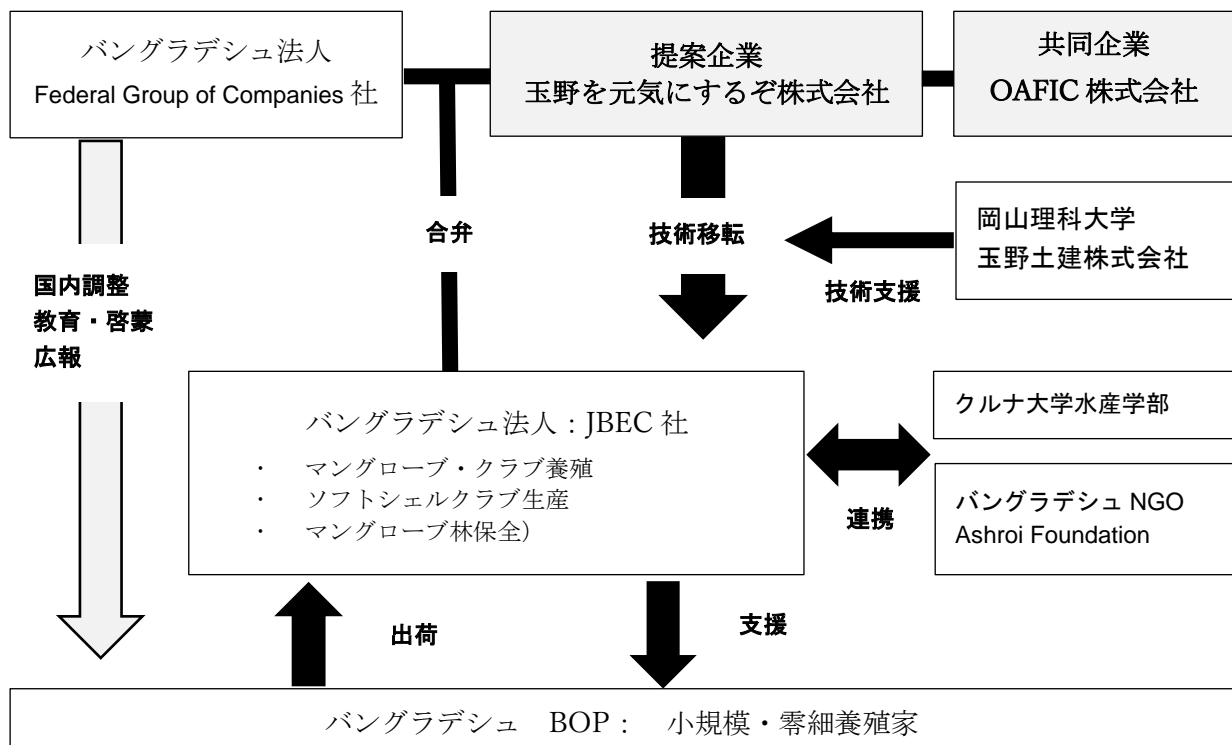 バングラデシュ法人
Federal Group of Companies 社
提案企業
玉野を元気にするぞ株式会社
共同企業
OAFIC 株式会社
合弁
技術移転
岡山理科大学
玉野土建株式会社
技術支援
国内調整
教育・啓蒙
広報
バングラデシュ法人：JBEC 社
・ マングローブ・クラブ養殖
・ ソフトシェルクラブ生産
・ マングローブ林保全）
クルナ大学水産学部
連携
バングラデシュ NGO
Ashroi Foundation
出荷
支援
バングラデシュ BOP： 小規模・零細養殖家